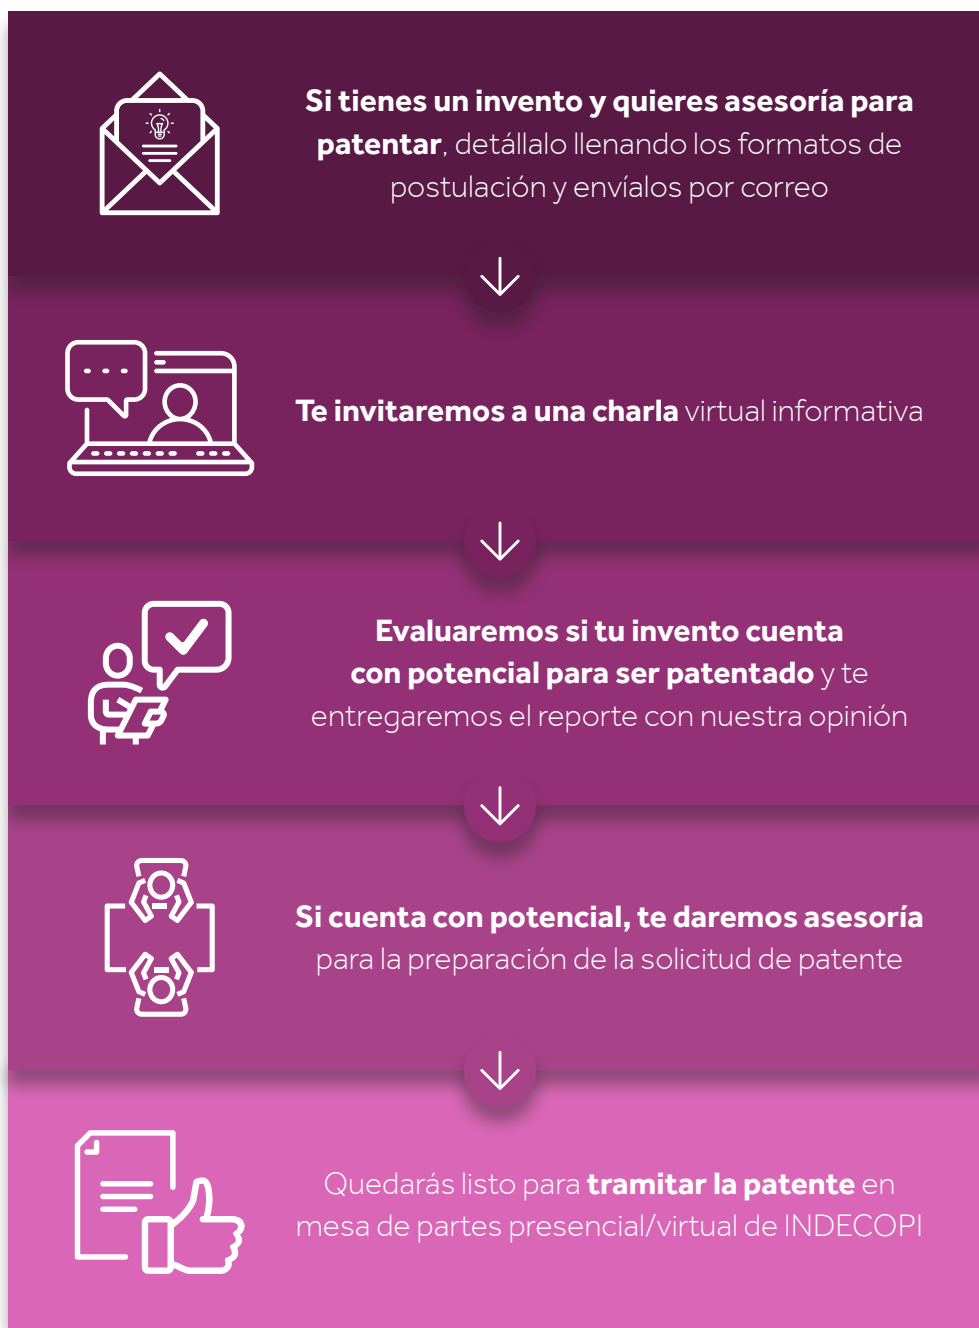 Si tienes un invento y quieres asesoría para
patentar, detállalo llenando los formatos de
postulación y envíalos por correo
Te invitaremos a una charla virtual informativa
Evaluaremos si tu invento cuenta
con potencial para ser patentado y te
entregaremos el reporte con nuestra opinión
Si cuenta con potencial, te daremos asesoría
para la preparación de la solicitud de patente
Quedarás listo para tramitar la patente en
mesa de partes presencial/virtual de INDECOPI